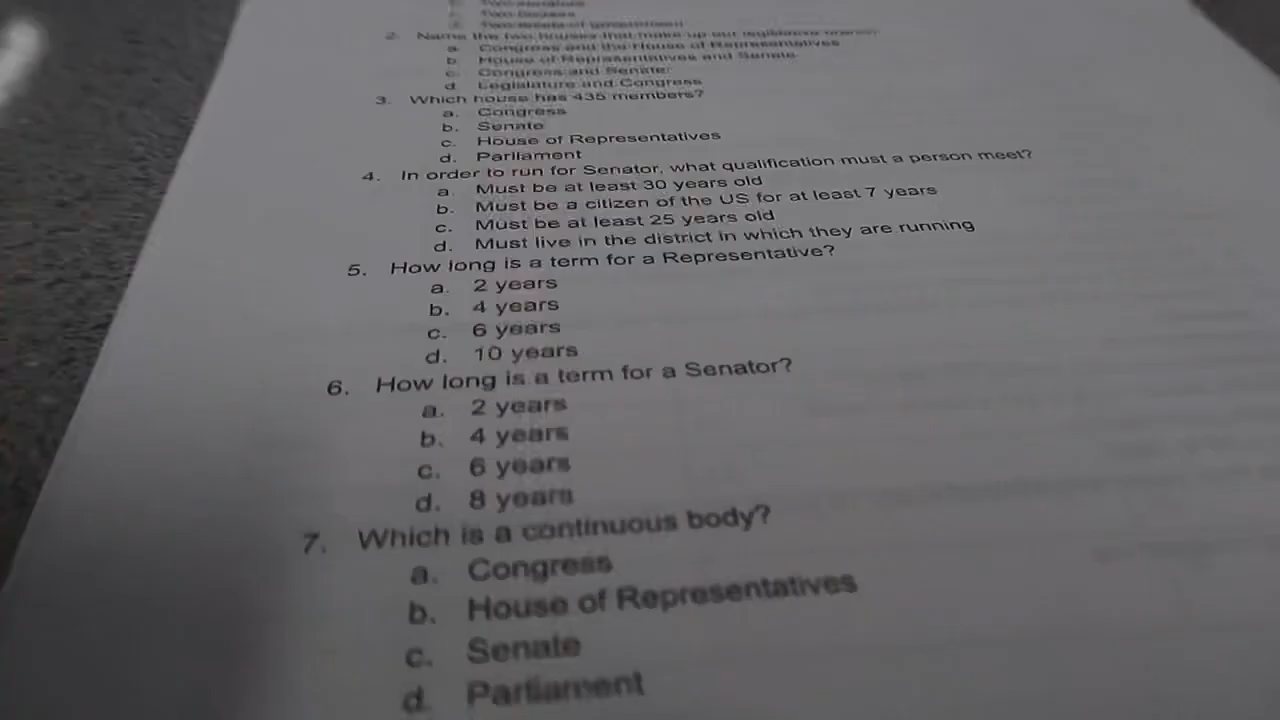 Two Houses
2. Name the two houses that make up our legislative branch?
a. Congress and the House of Representatives
b. House of Representatives and Senate
c. Congress and Senate
d. Legislature and Congress
3. Which house has 435 members?
a. Congress
b. Senate
c. House of Representatives
d. Parliament
4. In order to run for Senator, what qualification must a person meet?
a. Must be at least 30 years old
b. Must be a citizen of the US for at least 7 years
c. Must be at least 25 years old
d. Must live in the district in which they are running
5. How long is a term for a Representative?
a. 2 years
b. 4 years
c. 6 years
d. 10 years
6. How long is a term for a Senator?
a. 2 years
b. 4 years
c. 6 years
d. 8 years
7. Which is a continuous body?
a. Congress
b. House of Representatives
c. Senate
d. Parliament